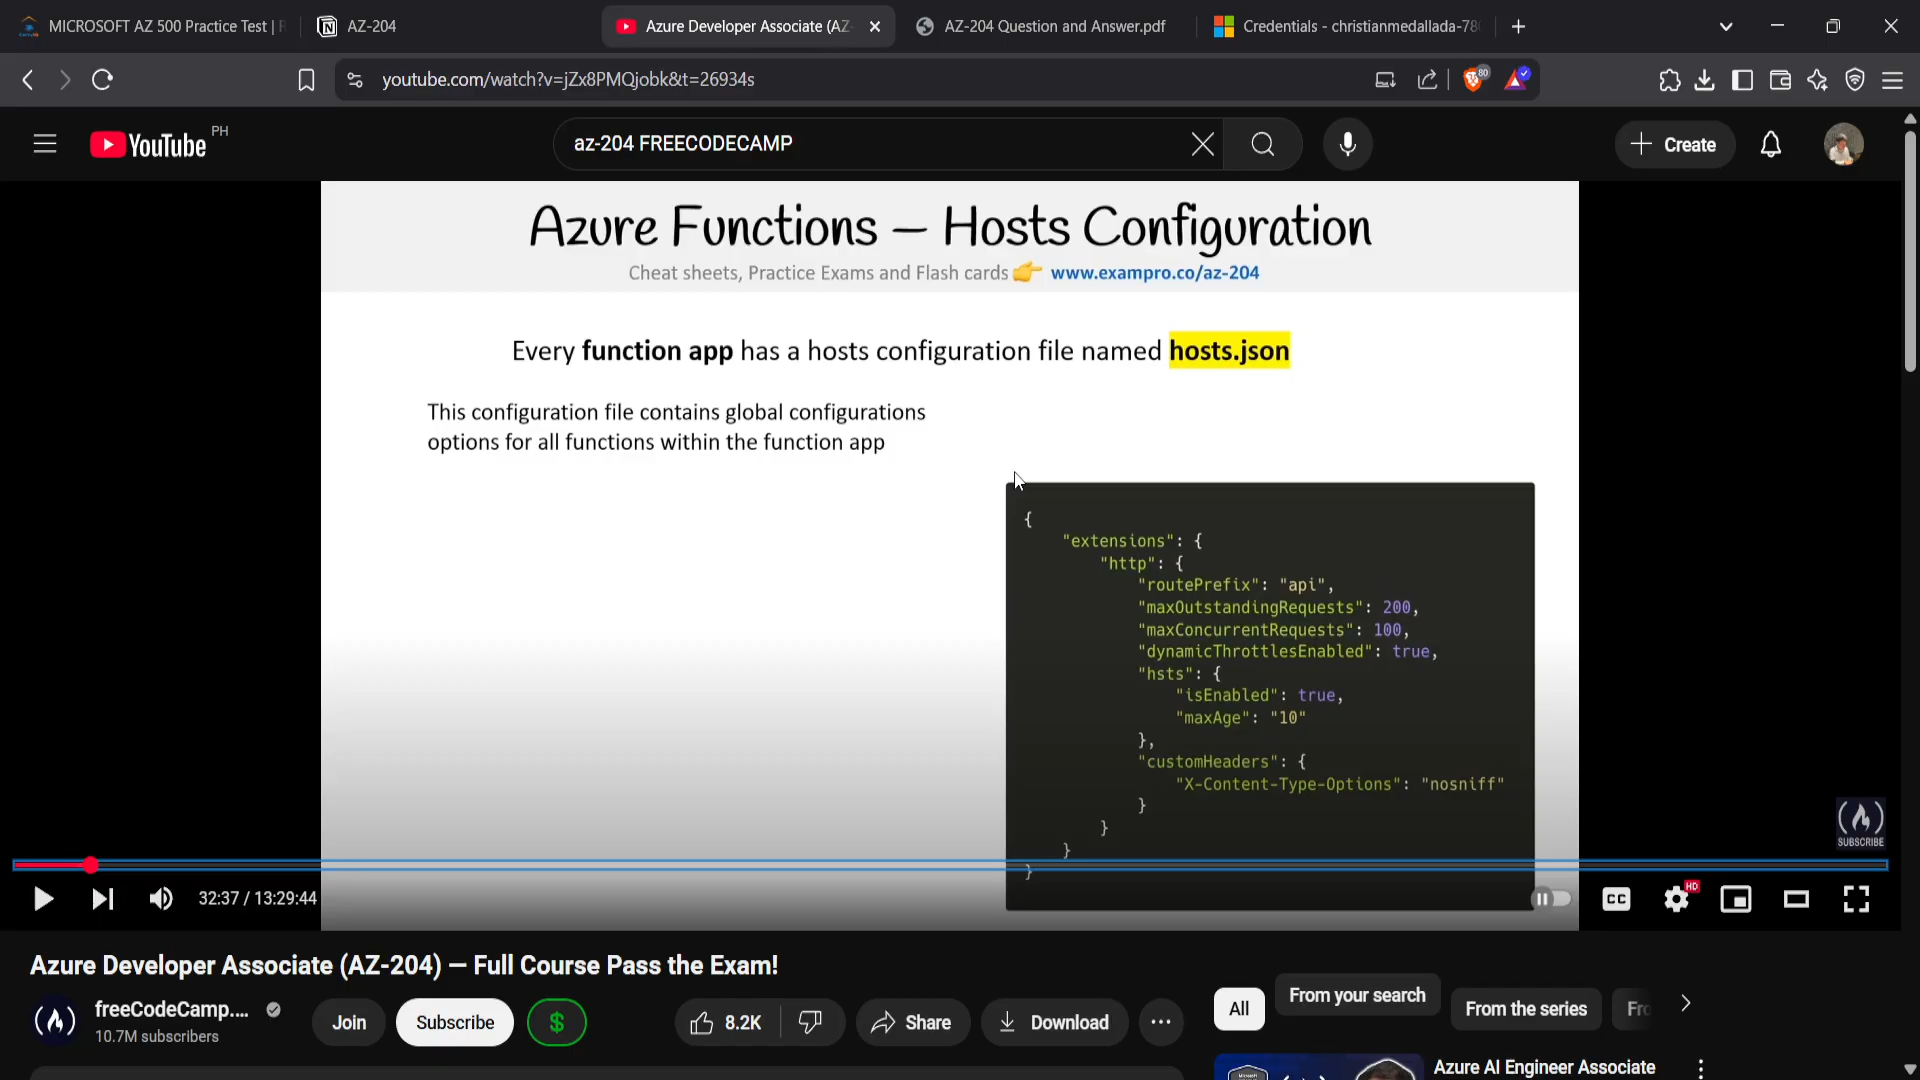 MICROSOFT AZ 500 Practice Test |
AZ-204
Azure Developer Associate (AZ-
AZ-204 Question and Answer.pdf
Credentials - christianmedallada-780
youtube.com/watch?v=jZx8PMQjobk&t=26934s
80
YouTube PH
az-204 FREECODECAMP
Create
Azure Functions — Hosts Configuration
Cheat sheets, Practice Exams and Flash cards 👉 www.exampro.co/az-204
Every function app has a hosts configuration file named hosts.json
This configuration file contains global configurations
options for all functions within the function app
{
"extensions": {
"http": {
"routePrefix": "api",
"maxOutstandingRequests": 200,
"maxConcurrentRequests": 100,
"dynamicThrottlesEnabled": true,
"hsts": {
"isEnabled": true,
"maxAge": "10"
},
"customHeaders": {
"X-Content-Type-Options": "nosniff"
}
}
}
}
SUBSCRIBE
32:37 / 13:29:44
CC
HD
Azure Developer Associate (AZ-204) — Full Course Pass the Exam!
freeCodeCamp....
10.7M subscribers
Join
Subscribe
$
8.2K
Share
Download
All
From your search
From the series
Fro
Azure AI Engineer Associate